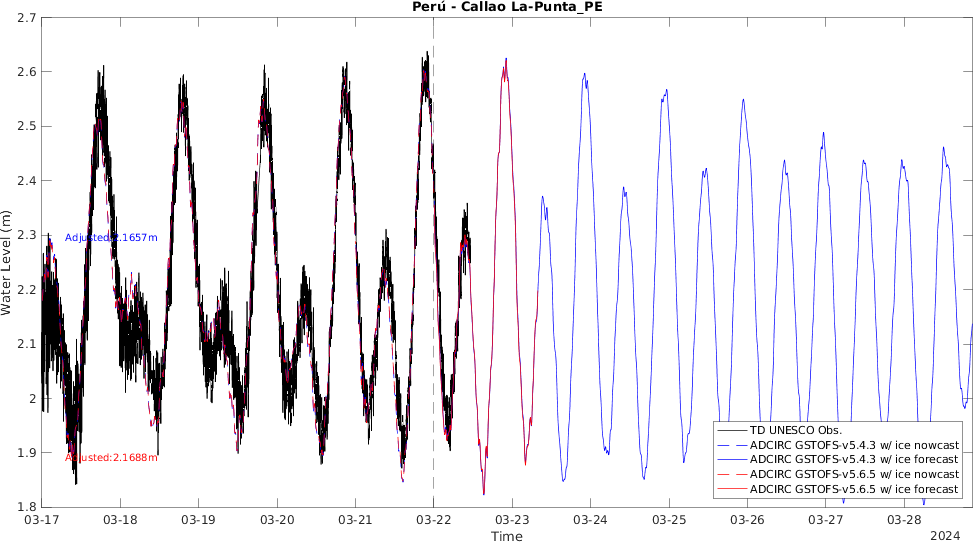 Perú - Callao La-Punta_PE
2.7
2.6
2.5
2.4
2.3
2.2
2.1
2
1.9
1.8
Water Level (m)
Adjusted:2.1657m
Adjusted:2.1688m
TD UNESCO Obs.
ADCIRC GSTOFS-v5.4.3 w/ ice nowcast
ADCIRC GSTOFS-v5.4.3 w/ ice forecast
ADCIRC GSTOFS-v5.6.5 w/ ice nowcast
ADCIRC GSTOFS-v5.6.5 w/ ice forecast
03-17 03-18 03-19 03-20 03-21 03-22 03-23 03-24 03-25 03-26 03-27 03-28
Time
2024